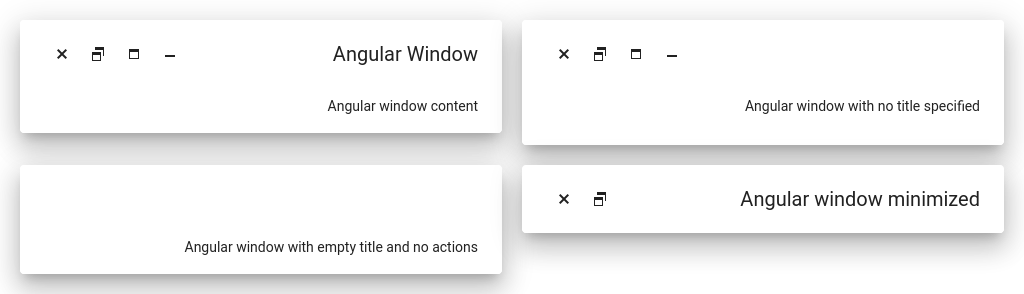 Angular Window
Angular window content
Angular window with no title specified
Angular window with empty title and no actions
Angular window minimized